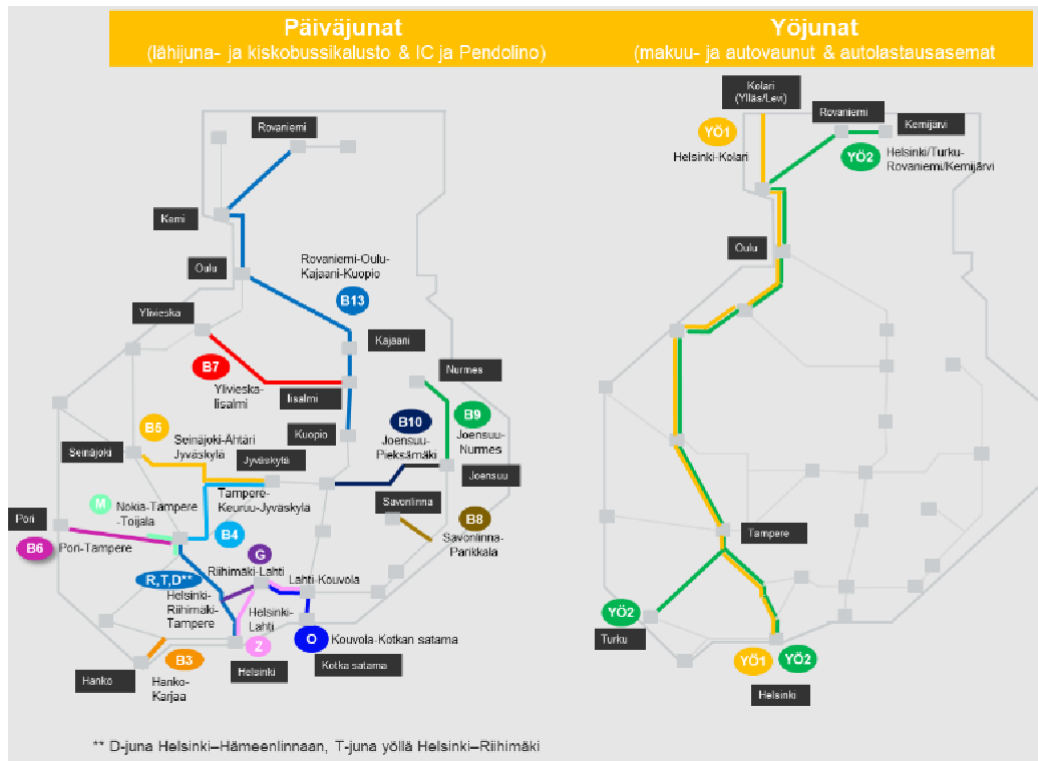 Päiväjunat
(lähijuna- ja kiskobussikalusto & IC ja Pendolino)
Rovaniemi
Kemi
Oulu
Rovaniemi-Oulu-
Kajaani-Kuopio
B13
Ylivieska
Kajaani
B7
Ylivieska-
Iisalmi
Iisalmi
Nurmes
B10
Joensuu-
Pieksämäki
B9
Joensuu-
Nurmes
Kuopio
B5
Seinäjoki-Ähtäri
Jyväskylä
Seinäjoki
Jyväskylä
Joensuu
M
Nokia-Tampere
-Toijala
Tampere-
Keuruu-Jyväskylä
Savonlinna
Pori
B6
Pori-Tampere
B4
B8
Savonlinna-
Parikkala
G
Riihimäki-Lahti
R,T,D**
Helsinki-
Riihimäki-
Tampere
Lahti-Kouvola
Helsinki-
Lahti
Z
O
Kouvola-Kotkan satama
Kotka satama
Helsinki
B3
Hanko-
Karjaa
Hanko
** D-juna Helsinki–Hämeenlinnaan, T-juna yöllä Helsinki–Riihimäki
Yöjunat
(makuu- ja autovaunut & autolastausasemat
Kolari
(Ylläs/Levi)
Rovaniemi
Kemijärvi
YÖ1
Helsinki-Kolari
YÖ2
Helsinki/Turku-
Rovaniemi/Kemijärvi
Oulu
Tampere
YÖ2
Turku
YÖ1
YÖ2
Helsinki